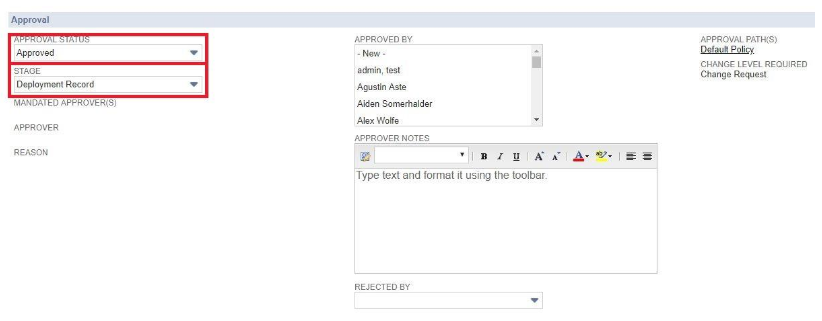 Approval
APPROVAL STATUS
Approved
STAGE
Deployment Record
MANDATED APPROVER(S)
APPROVER
REASON
APPROVED BY
- New -
admin, test
Agustin Aste
Aiden Somerhalder
Alex Wolfe
APPROVER NOTES
B I U A A A ab
Type text and format it using the toolbar.
REJECTED BY
APPROVAL PATH(S)
Default Policy
CHANGE LEVEL REQUIRED
Change Request